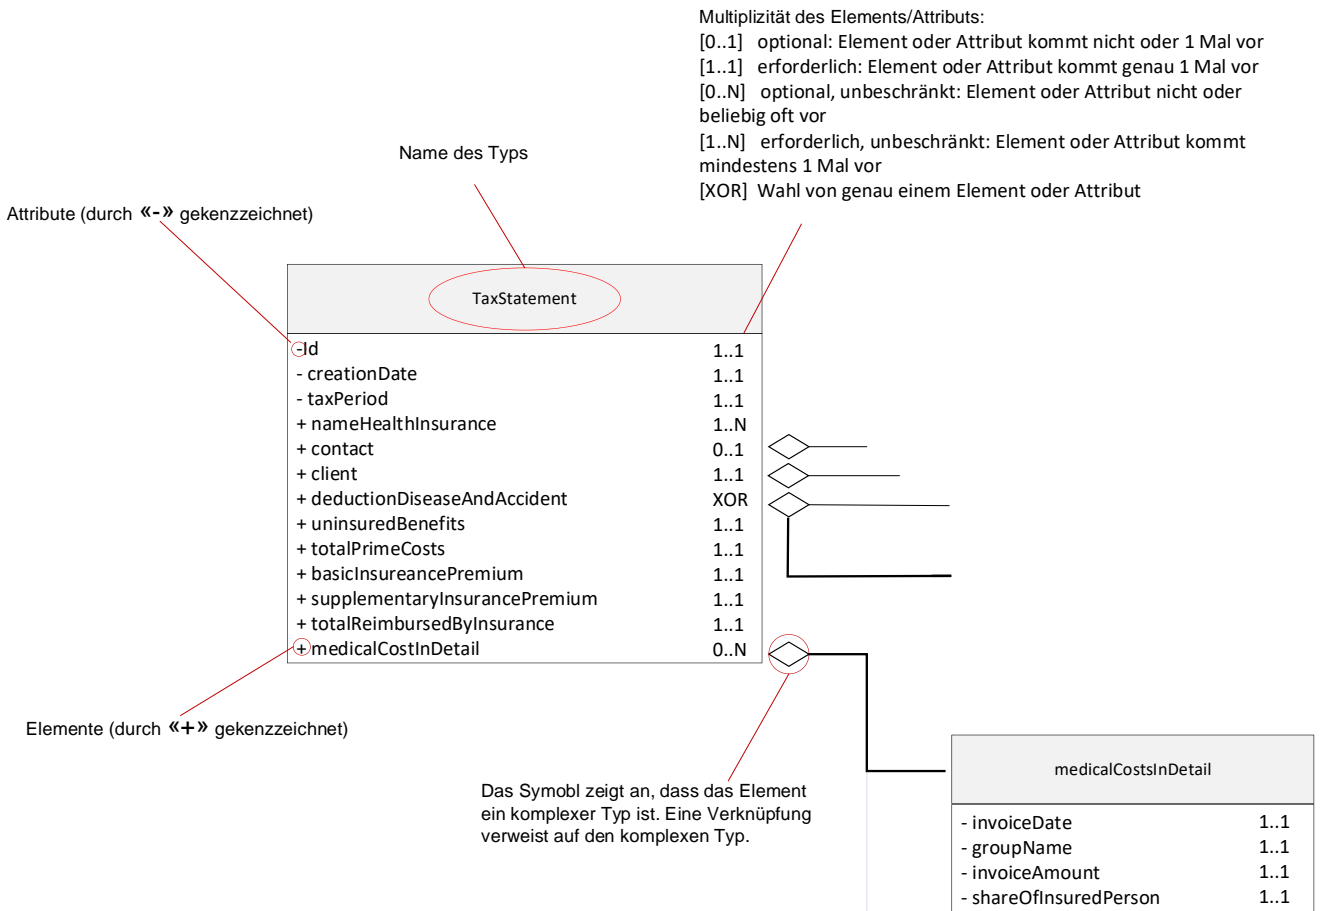 Multiplizität des Elements/Attributs:
[0..1] optional: Element oder Attribut kommt nicht oder 1 Mal vor
[1..1] erforderlich: Element oder Attribut kommt genau 1 Mal vor
[0..N] optional, unbeschränkt: Element oder Attribut nicht oder
beliebig oft vor
[1..N] erforderlich, unbeschränkt: Element oder Attribut kommt
mindestens 1 Mal vor
[XOR] Wahl von genau einem Element oder Attribut
Name des Typs
Attribute (durch «-» gekenzzeichnet)
TaxStatement
-Id 1..1
- creationDate 1..1
- taxPeriod 1..1
+ nameHealthInsurance 1..N
+ contact 0..1
+ client 1..1
+ deductionDiseaseAndAccident XOR
+ uninsuredBenefits 1..1
+ totalPrimeCosts 1..1
+ basicInsureancePremium 1..1
+ supplementaryInsurancePremium 1..1
+ totalReimbursedByInsurance 1..1
+ medicalCostInDetail 0..N
Elemente (durch «+» gekenzzeichnet)
Das Symobl zeigt an, dass das Element
ein komplexer Typ ist. Eine Verknüpfung
verweist auf den komplexen Typ.
medicalCostsInDetail
- invoiceDate 1..1
- groupName 1..1
- invoiceAmount 1..1
- shareOfInsuredPerson 1..1